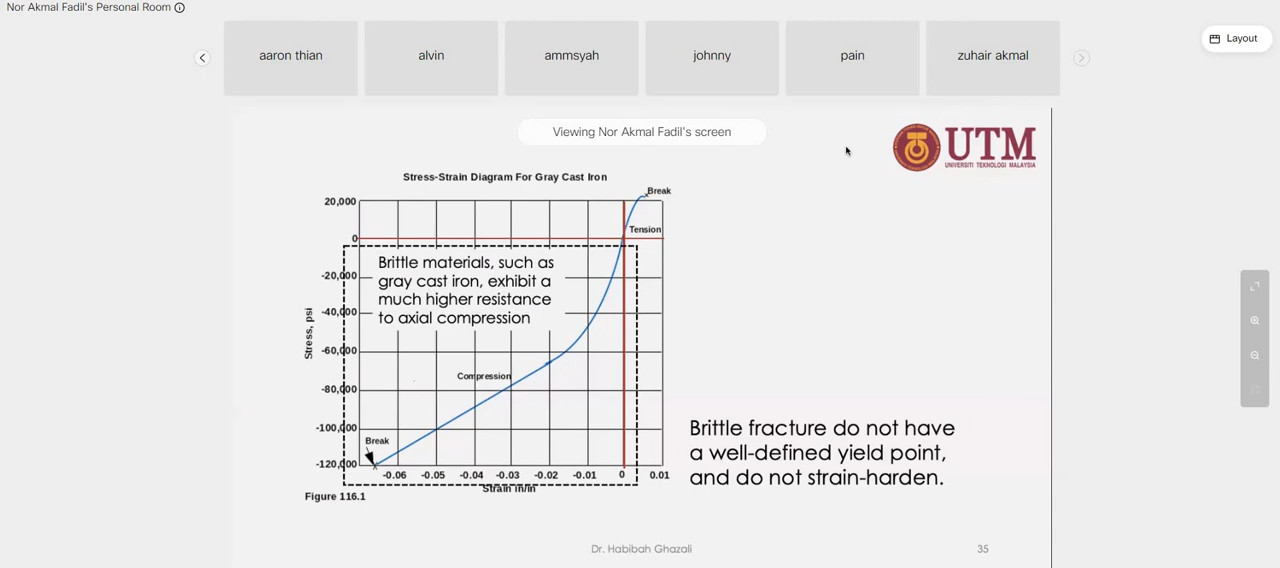 Nor Akmal Fadil's Personal Room
aaron thian
alvin
ammsyah
johnny
pain
zuhair akmal
Layout
Viewing Nor Akmal Fadil's screen
UTM
UNIVERSITI TEKNOLOGI MALAYSIA
Stress-Strain Diagram For Gray Cast Iron
Break
20,000
Tension
0
Brittle materials, such as
gray cast iron, exhibit a
much higher resistance
to axial compression
-20,000
-40,000
Stress, psi
-60,000
Compression
-80,000
-100,000
Break
-120,000
-0.06 -0.05 -0.04 -0.03 -0.02 -0.01 0 0.01
Strain in/in
Figure 116.1
Brittle fracture do not have
a well-defined yield point,
and do not strain-harden.
Dr. Habibah Ghazali
35